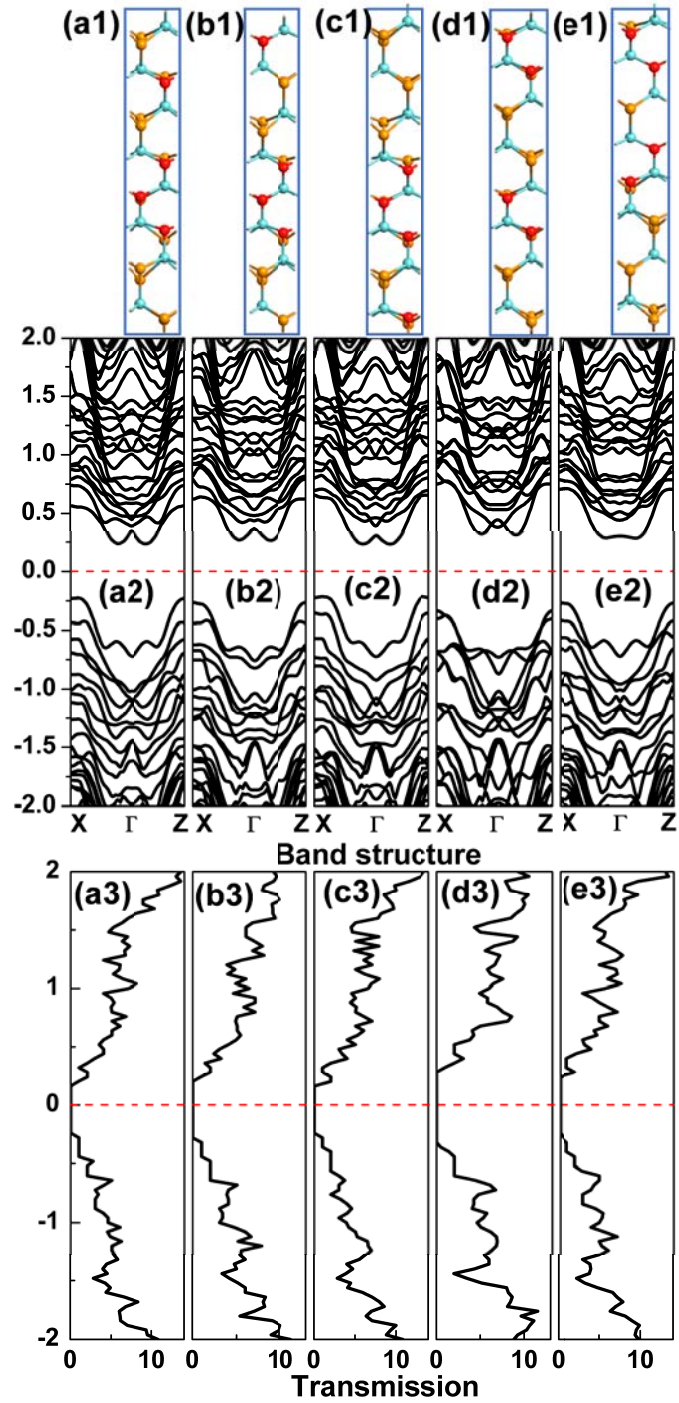 (a1) (b1) (c1) (d1) (e1)
2.0
1.5
1.0
0.5
0.0
-0.5
-1.0
-1.5
-2.0
(a2) (b2) (c2) (d2) (e2)
X Γ Z X Γ Z X Γ Z X Γ Z X Γ Z
Band structure
2
1
0
-1
-2
(a3) (b3) (c3) (d3) (e3)
0 10 0 10 0 10 0 10 0 10
Transmission